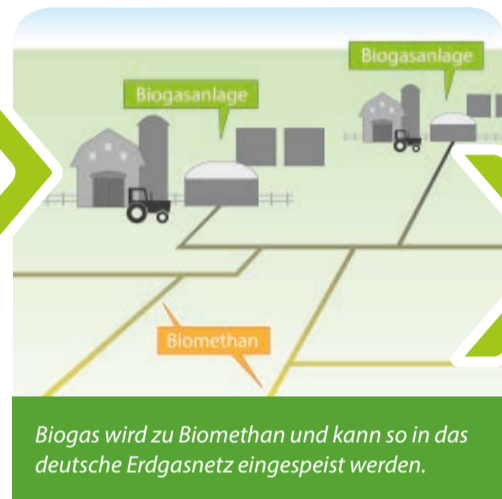 Biogasanlage
Biogasanlage
Biomethan
Biogas wird zu Biomethan und kann so in das
deutsche Erdgasnetz eingespeist werden.